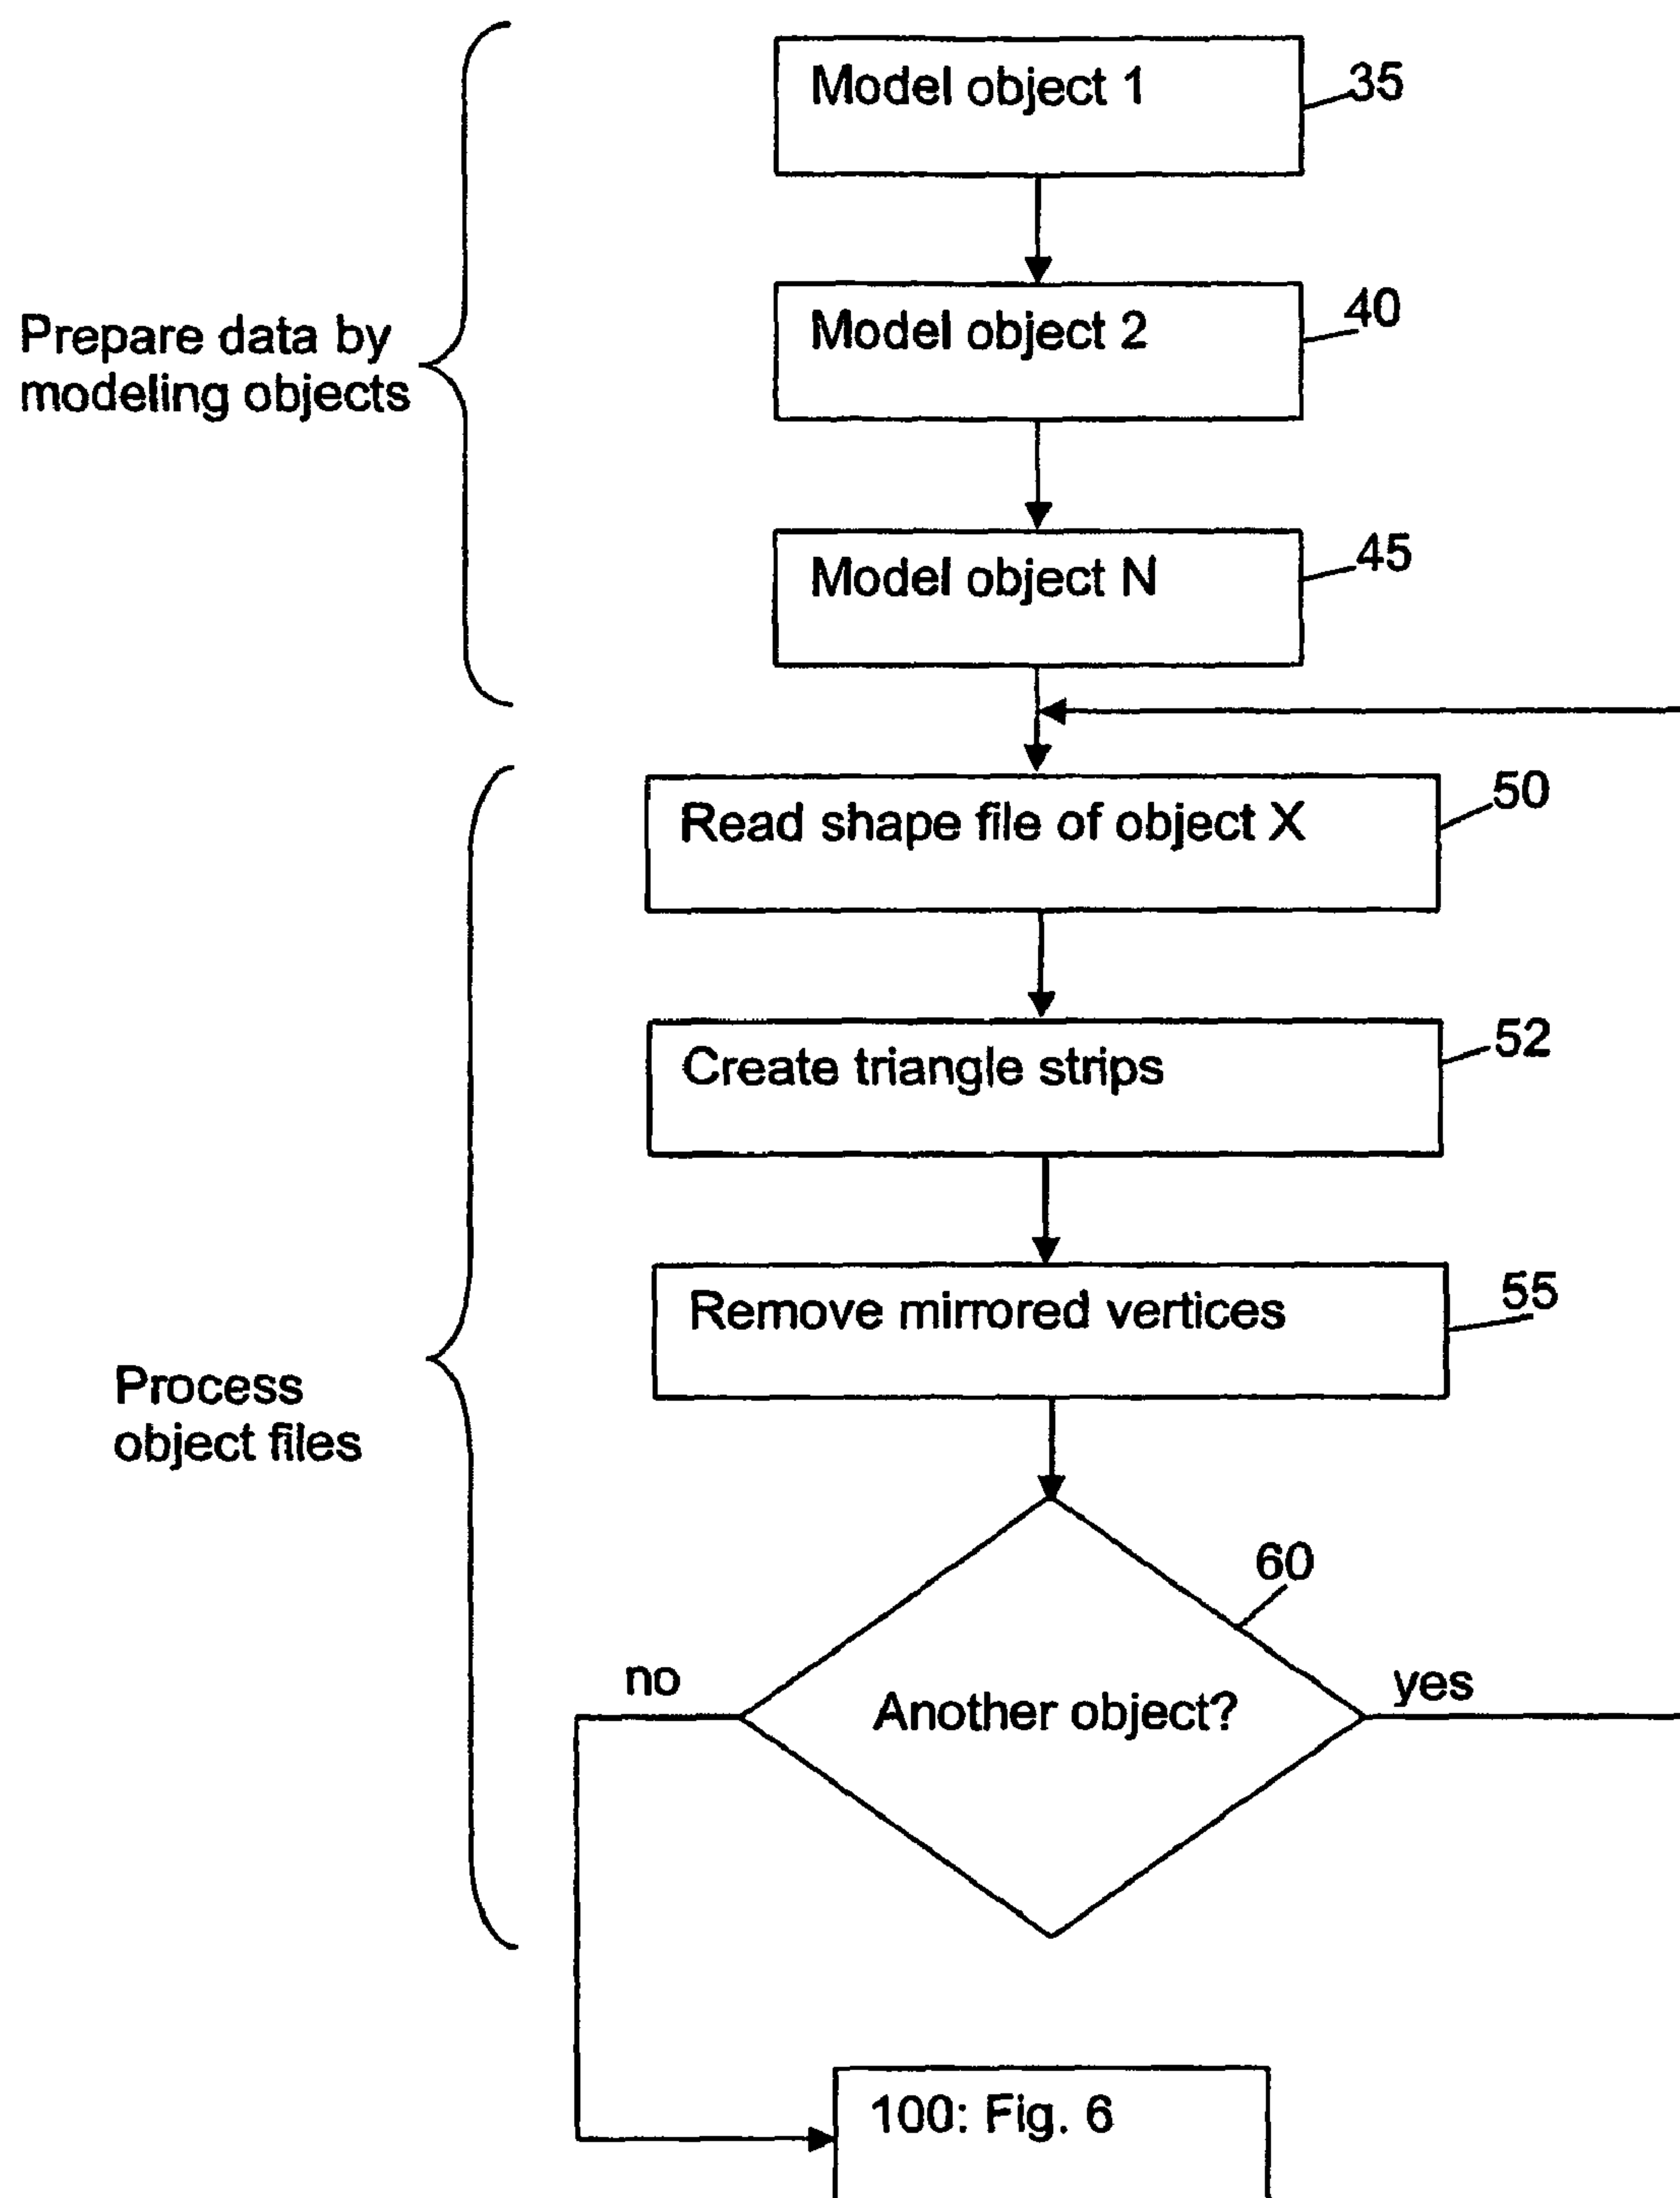 Model object 1
35
Prepare data by
modeling objects
Model object 2
40
Model object N
45
Read shape file of object X
50
Create triangle strips
52
Remove mirrored vertices
55
Process
object files
60
no
Another object?
yes
100: Fig. 6